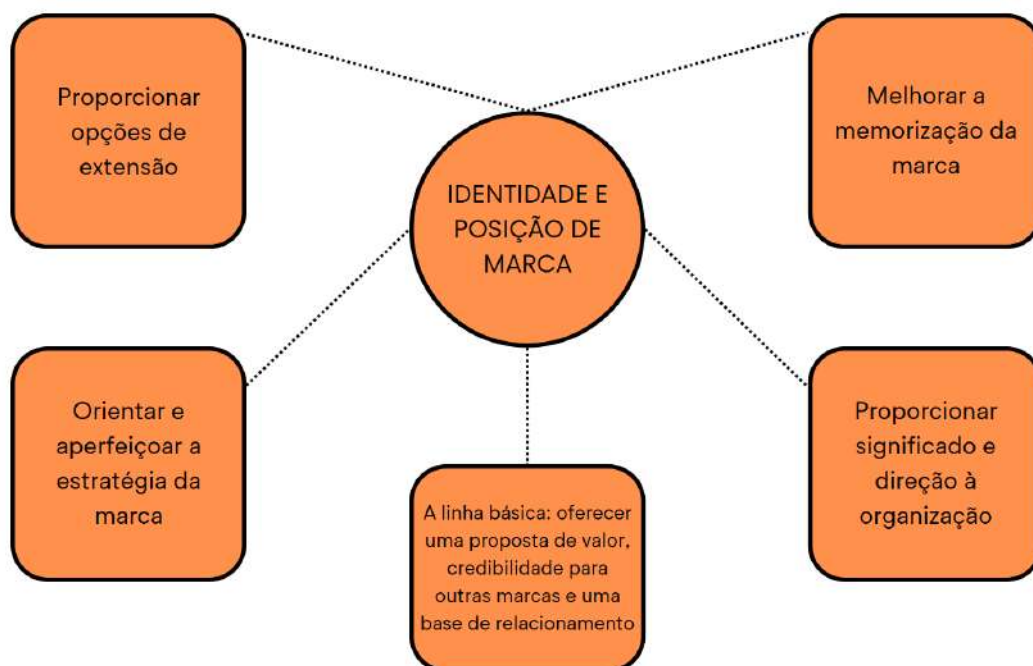 Proporcionar
opções de
extensão
Melhorar a
memorização da
marca
IDENTIDADE E
POSIÇÃO DE
MARCA
Orientar e
aperfeiçoar a
estratégia da
marca
A linha básica: oferecer
uma proposta de valor,
credibilidade para
outras marcas e uma
base de relacionamento
Proporcionar
significado e
direção à
organização